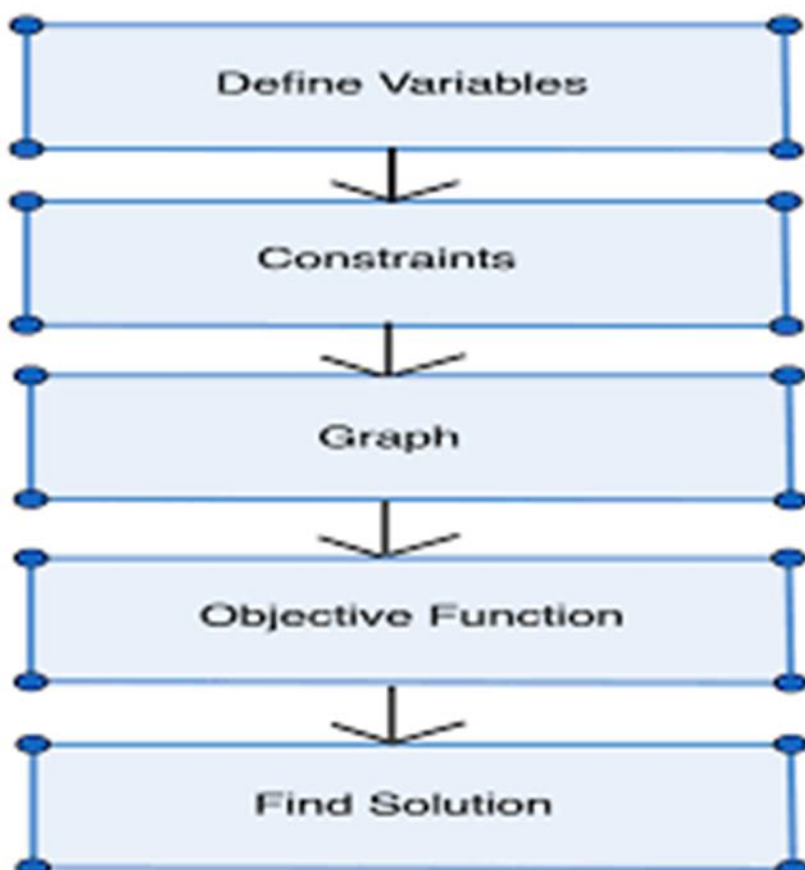 Define Variables
Constraints
Graph
Objective Function
Find Solution